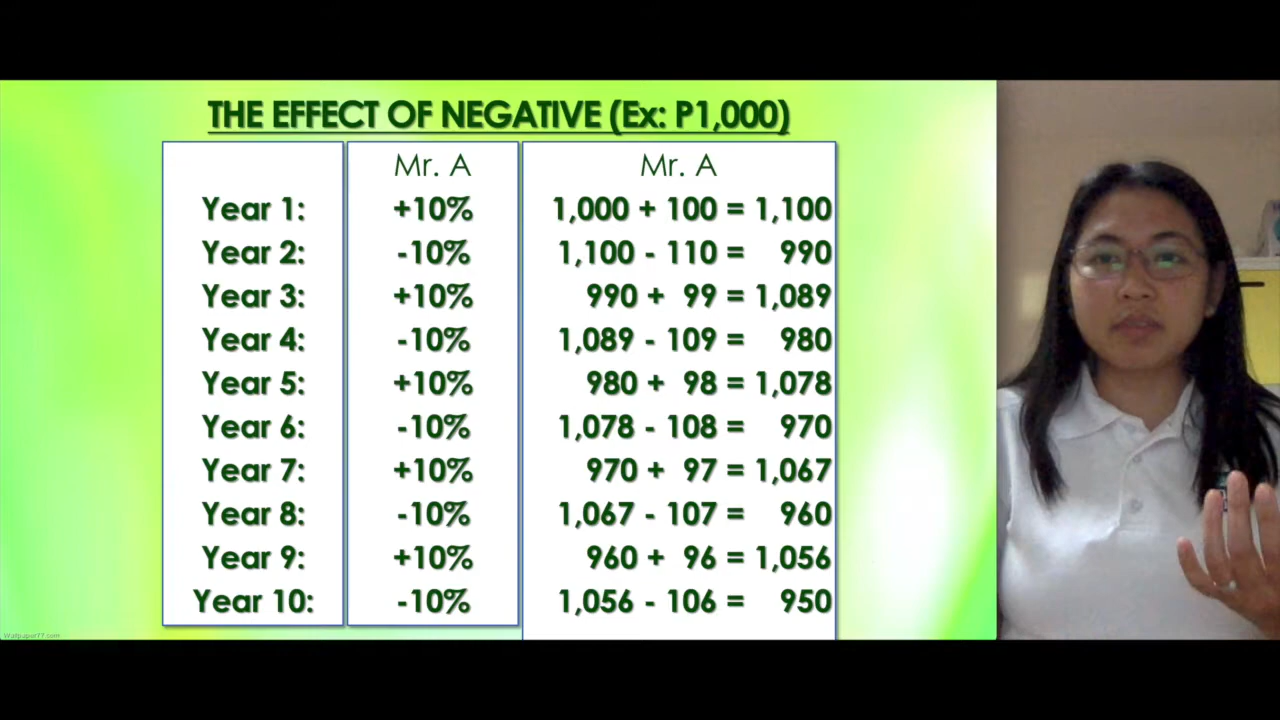 THE EFFECT OF NEGATIVE (Ex: P1,000)
Mr. A Mr. A
Year 1: +10% 1,000 + 100 = 1,100
Year 2: -10% 1,100 - 110 = 990
Year 3: +10% 990 + 99 = 1,089
Year 4: -10% 1,089 - 109 = 980
Year 5: +10% 980 + 98 = 1,078
Year 6: -10% 1,078 - 108 = 970
Year 7: +10% 970 + 97 = 1,067
Year 8: -10% 1,067 - 107 = 960
Year 9: +10% 960 + 96 = 1,056
Year 10: -10% 1,056 - 106 = 950
Wallpaper77.com